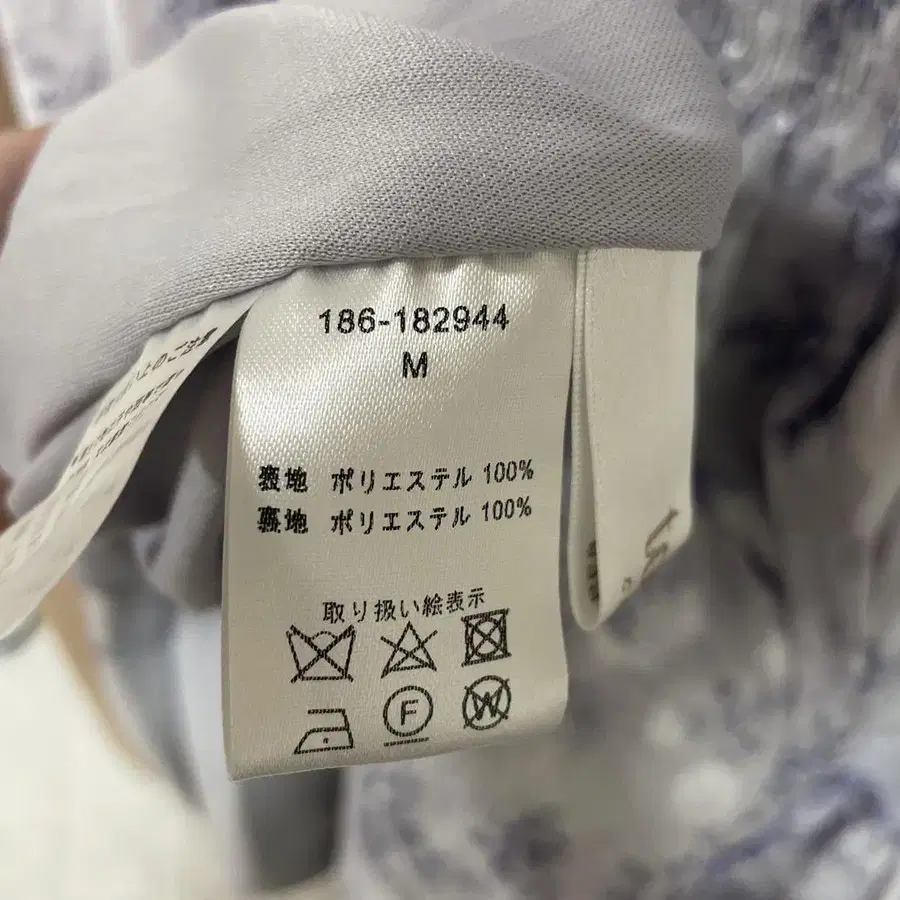 186-182944
M
表地 ポリエステル 100%
裏地 ポリエステル 100%
取り扱い絵表示
F
W